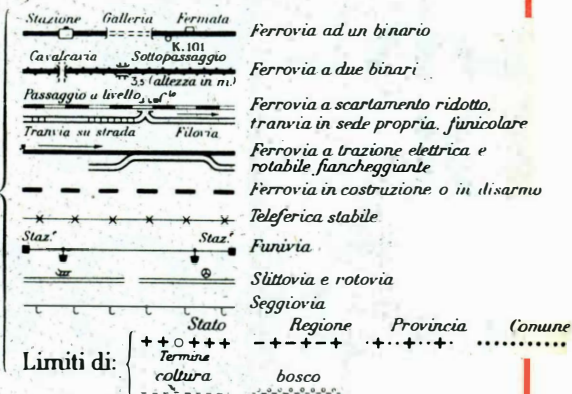 Stazione Galleria Fermata
K.101
Ferrovia ad un binario
Cavalcavia Sottopassaggio
3,5 (altezza in m.)
Ferrovia a due binari
Passaggio a livello
Ferrovia a scartamento ridotto,
tranvia in sede propria, funicolare
Tranvia su strada Filovia
Ferrovia a trazione elettrica e
rotabile fiancheggiante
Ferrovia in costruzione o in disarmo
Teleferica stabile
Staz.e Staz.e
Funivia
Slittovia e rotovia
Seggiovia
Limiti di:
Stato Regione Provincia Comune
Termine
coltura bosco